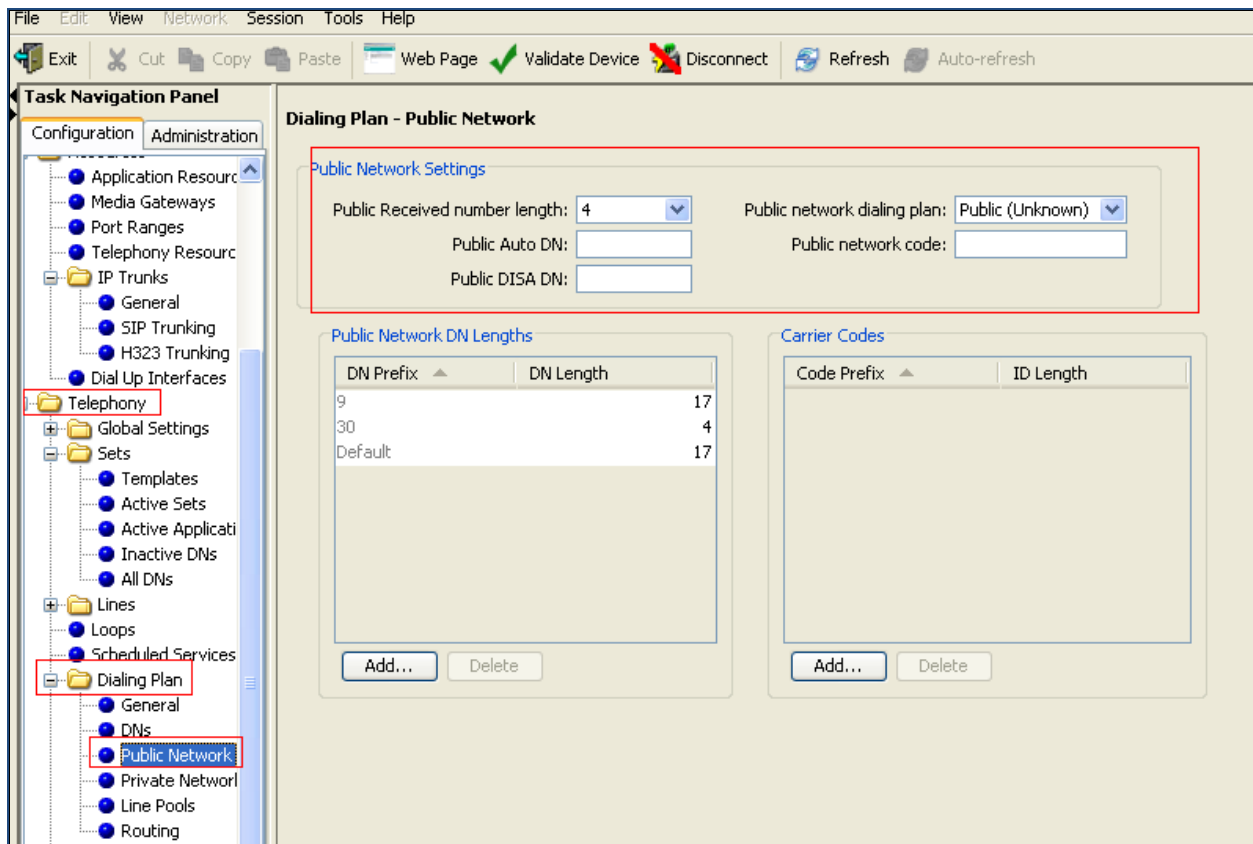 File Edit View Network Session Tools Help
Exit Cut Copy Paste Web Page Validate Device Disconnect Refresh Auto-refresh
Task Navigation Panel
Configuration Administration
Resources
Application Resourc
Media Gateways
Port Ranges
Telephony Resourc
IP Trunks
General
SIP Trunking
H323 Trunking
Dial Up Interfaces
Telephony
Global Settings
Sets
Templates
Active Sets
Active Applicati
Inactive DNs
All DNs
Lines
Loops
Scheduled Services
Dialing Plan
General
DNs
Public Network
Private Networl
Line Pools
Routing
Dialing Plan - Public Network
Public Network Settings
Public Received number length: 4 Public network dialing plan: Public (Unknown)
Public Auto DN: Public network code:
Public DISA DN:
Public Network DN Lengths
DN Prefix DN Length
9 17
30 4
Default 17
Add... Delete
Carrier Codes
Code Prefix ID Length
Add... Delete